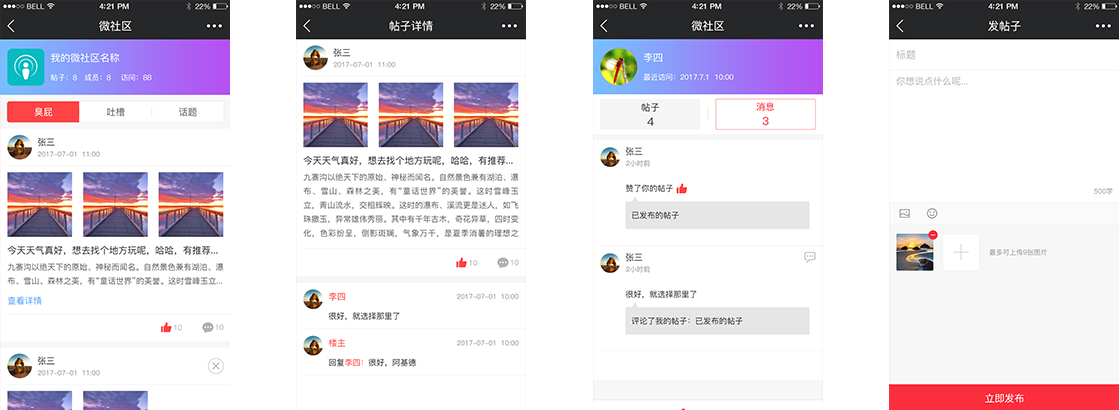 BELL 4:21 PM 22%
微社区
我的微社区名称
帖子：8 成员：8 访问：88
臭屁 吐槽 话题
张三
2017-07-01 11:00
今天天气真好，想去找个地方玩呢，哈哈，有推荐...
九寨沟以绝天下的原始、神秘而闻名。自然景色兼有湖泊、瀑
布、雪山、森林之美，有“童话世界”的美誉。这时雪峰玉立...
查看详情
10 10
张三
2017-07-01 11:00
BELL 4:21 PM 22%
帖子详情
张三
2017-07-01 11:00
今天天气真好，想去找个地方玩呢，哈哈，有推荐...
九寨沟以绝天下的原始、神秘而闻名。自然景色兼有湖泊、瀑
布、雪山、森林之美，有“童话世界”的美誉。这时雪峰玉
立，青山流水，交相辉映。这时的瀑布、溪流更是迷人，如飞
珠撒玉，异常雄伟秀丽。其中有千年古木，奇花异草，四时变
化，色彩纷呈，倒影斑斓，气象万千，是夏季消暑的理想之
10 10
李四 2017-07-01 10:00
很好，就选择那里了
楼主 2017-07-01 10:00
回复李四：很好，阿基德
BELL 4:21 PM 22%
微社区
李四
最近访问：2017.7.1 10:00
帖子 消息
4 3
张三
2小时前
赞了你的帖子
已发布的帖子
张三
2小时前
很好，就选择那里了
评论了我的帖子：已发布的帖子
BELL 4:21 PM 22%
发帖子
标题
你想说点什么呢...
500字
最多可上传9张图片
立即发布